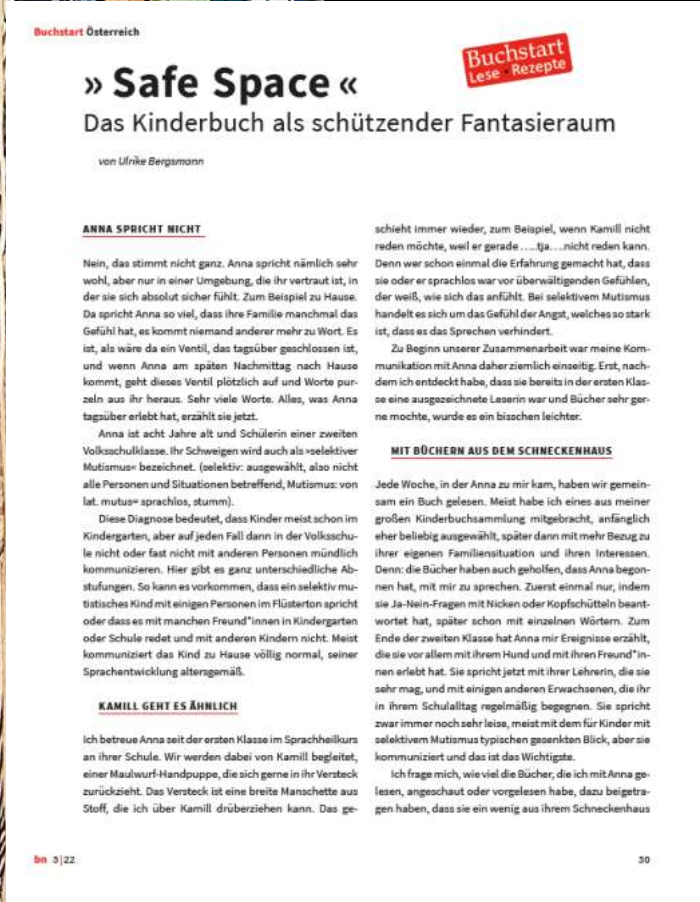 Buchstart Österreich
Buchstart
Lese • Rezepte
» Safe Space «
Das Kinderbuch als schützender Fantasieraum
von Ulrike Bergsmann
ANNA SPRICHT NICHT
Nein, das stimmt nicht ganz. Anna spricht nämlich sehr
wohl, aber nur in einer Umgebung, die ihr vertraut ist, in
der sie sich absolut sicher fühlt. Zum Beispiel zu Hause.
Da spricht Anna so viel, dass ihre Familie manchmal das
Gefühl hat, es kommt niemand anderer mehr zu Wort. Es
ist, als wäre da ein Ventil, das tagsüber geschlossen ist,
und wenn Anna am späten Nachmittag nach Hause
kommt, geht dieses Ventil plötzlich auf und Worte pur-
zeln aus ihr heraus. Sehr viele Worte. Alles, was Anna
tagsüber erlebt hat, erzählt sie jetzt.
Anna ist acht Jahre alt und Schülerin einer zweiten
Volksschulklasse. Ihr Schweigen wird auch als »selektiver
Mutismus« bezeichnet. (selektiv: ausgewählt, also nicht
alle Personen und Situationen betreffend, Mutismus: von
lat. mutus= sprachlos, stumm).
Diese Diagnose bedeutet, dass Kinder meist schon im
Kindergarten, aber auf jeden Fall dann in der Volksschu-
le nicht oder fast nicht mit anderen Personen mündlich
kommunizieren. Hier gibt es ganz unterschiedliche Ab-
stufungen. So kann es vorkommen, dass ein selektiv mu-
tistisches Kind mit einigen Personen im Flüsterton spricht
oder dass es mit manchen Freund*innen in Kindergarten
oder Schule redet und mit anderen Kindern nicht. Meist
kommuniziert das Kind zu Hause völlig normal, seiner
Sprachentwicklung altersgemäß.
KAMILL GEHT ES ÄHNLICH
Ich betreue Anna seit der ersten Klasse im Sprachheilkurs
an ihrer Schule. Wir werden dabei von Kamill begleitet,
einer Maulwurf-Handpuppe, die sich gerne in ihr Versteck
zurückzieht. Das Versteck ist eine breite Manschette aus
Stoff, die ich über Kamill drüberziehen kann. Das ge-
schieht immer wieder, zum Beispiel, wenn Kamill nicht
reden möchte, weil er gerade …..tja….nicht reden kann.
Denn wer schon einmal die Erfahrung gemacht hat, dass
sie oder er sprachlos war vor überwältigenden Gefühlen,
der weiß, wie sich das anfühlt. Bei selektivem Mutismus
handelt es sich um das Gefühl der Angst, welches so stark
ist, dass es das Sprechen verhindert.
Zu Beginn unserer Zusammenarbeit war meine Kom-
munikation mit Anna daher ziemlich einseitig. Erst, nach-
dem ich entdeckt habe, dass sie bereits in der ersten Klas-
se eine ausgezeichnete Leserin war und Bücher sehr ger-
ne mochte, wurde es ein bisschen leichter.
MIT BÜCHERN AUS DEM SCHNECKENHAUS
Jede Woche, in der Anna zu mir kam, haben wir gemein-
sam ein Buch gelesen. Meist habe ich eines aus meiner
großen Kinderbuchsammlung mitgebracht, anfänglich
eher beliebig ausgewählt, später dann mit mehr Bezug zu
ihrer eigenen Familiensituation und ihren Interessen.
Denn: die Bücher haben auch geholfen, dass Anna begon-
nen hat, mit mir zu sprechen. Zuerst einmal nur, indem
sie Ja-Nein-Fragen mit Nicken oder Kopfschütteln beant-
wortet hat, später schon mit einzelnen Wörtern. Zum
Ende der zweiten Klasse hat Anna mir Ereignisse erzählt,
die sie vor allem mit ihrem Hund und mit ihren Freund*in-
nen erlebt hat. Sie spricht jetzt mit ihrer Lehrerin, die sie
sehr mag, und mit einigen anderen Erwachsenen, die ihr
in ihrem Schulalltag regelmäßig begegnen. Sie spricht
zwar immer noch sehr leise, meist mit dem für Kinder mit
selektivem Mutismus typischen gesenkten Blick, aber sie
kommuniziert und das ist das Wichtigste.
Ich frage mich, wie viel die Bücher, die ich mit Anna ge-
lesen, angeschaut oder vorgelesen habe, dazu beigetra-
gen haben, dass sie ein wenig aus ihrem Schneckenhaus
bn 3|22
30